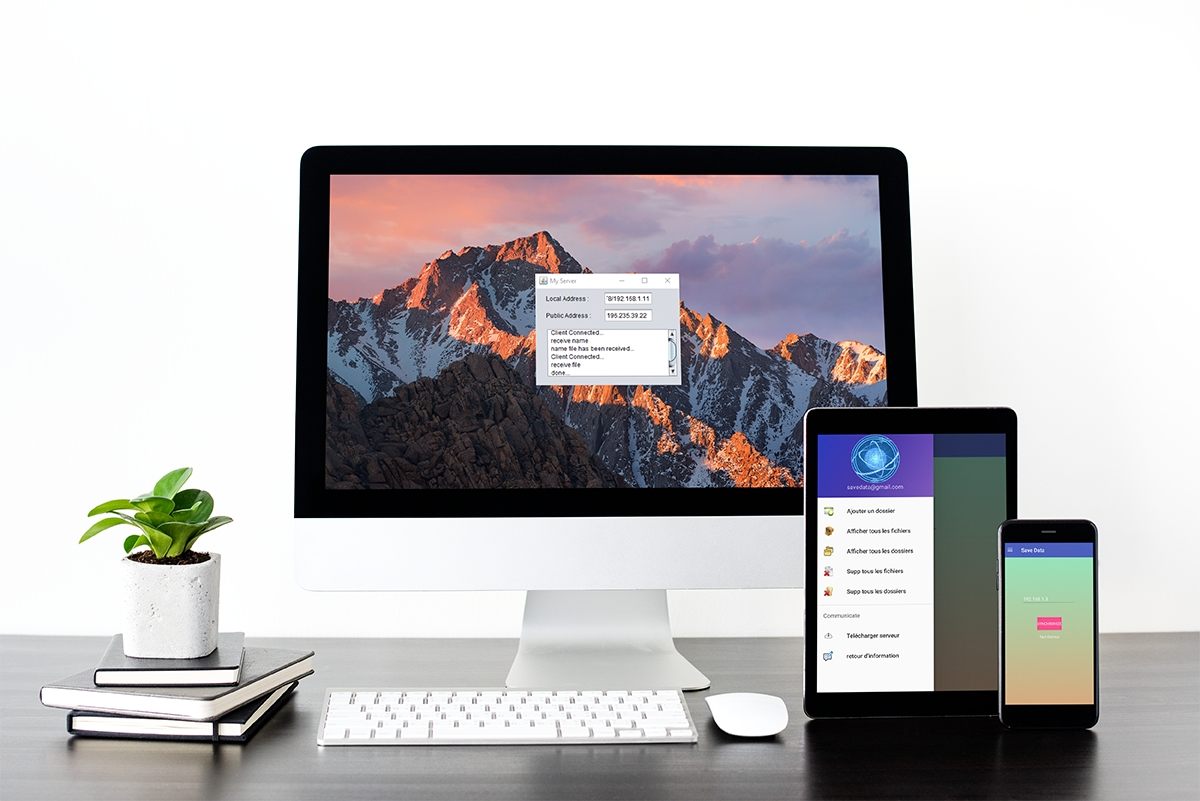 My Server
Local Address :
8/192.168.1.11
Public Address :
196.235.39.22
Client Connected...
receive name
name file has been received...
Client Connected...
receive file
done...
savedata@gmail.com
Ajouter un dossier
Afficher tous les fichiers
Afficher tous les dossiers
Supp tous les fichiers
Supp tous les dossiers
Communicate
Télécharger serveur
retour d'information
Save Data
192.168.1.3
SYNCHRONIZE